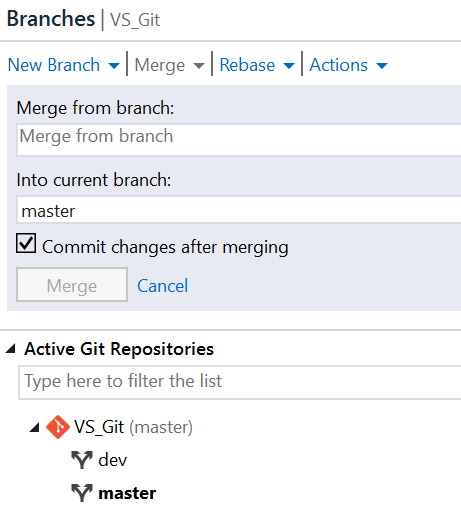 Branches | VS_Git
New Branch | Merge | Rebase | Actions
Merge from branch:
Merge from branch
Into current branch:
master
Commit changes after merging
Merge Cancel
Active Git Repositories
Type here to filter the list
VS_Git (master)
dev
master